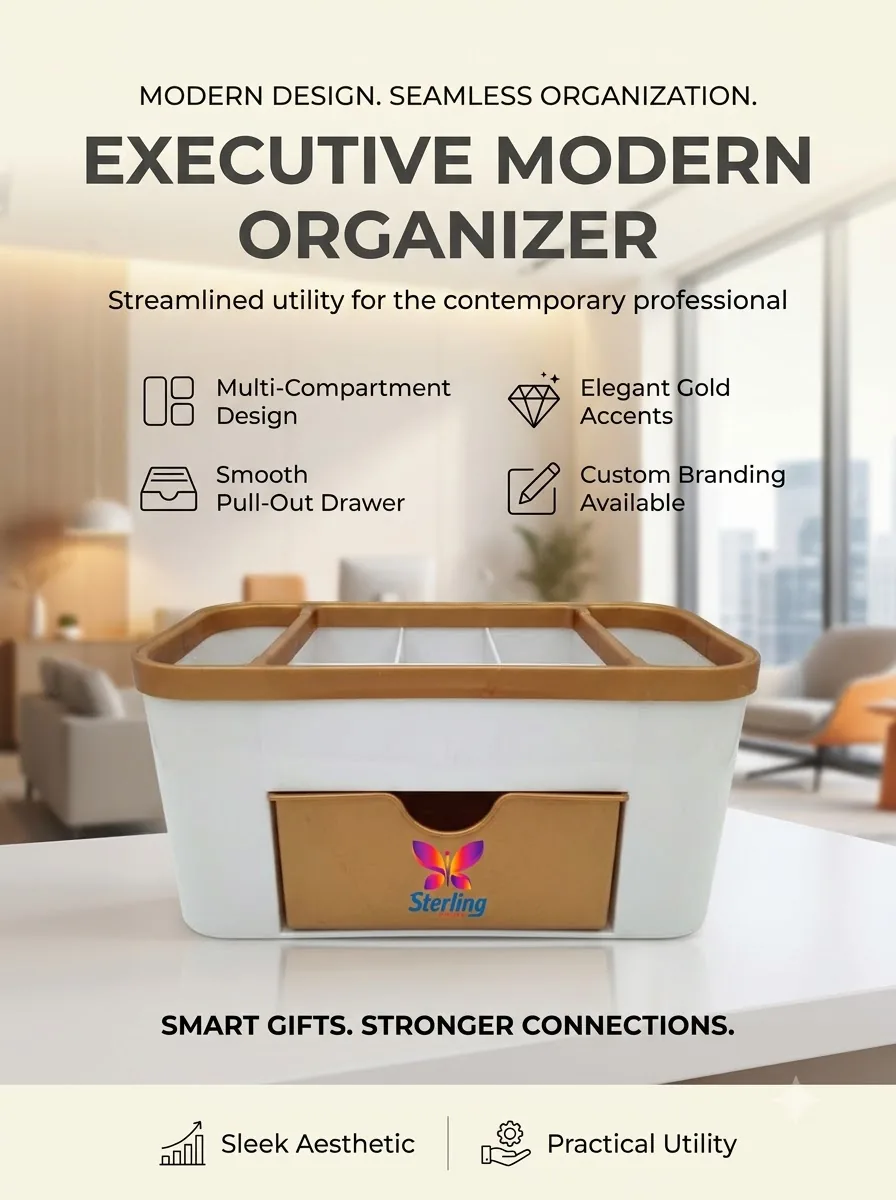 MODERN DESIGN. SEAMLESS ORGANIZATION.
EXECUTIVE MODERN
ORGANIZER
Streamlined utility for the contemporary professional
Multi-Compartment
Design
Elegant Gold
Accents
Smooth
Pull-Out Drawer
Custom Branding
Available
Sterling
SMART GIFTS. STRONGER CONNECTIONS.
Sleek Aesthetic
Practical Utility